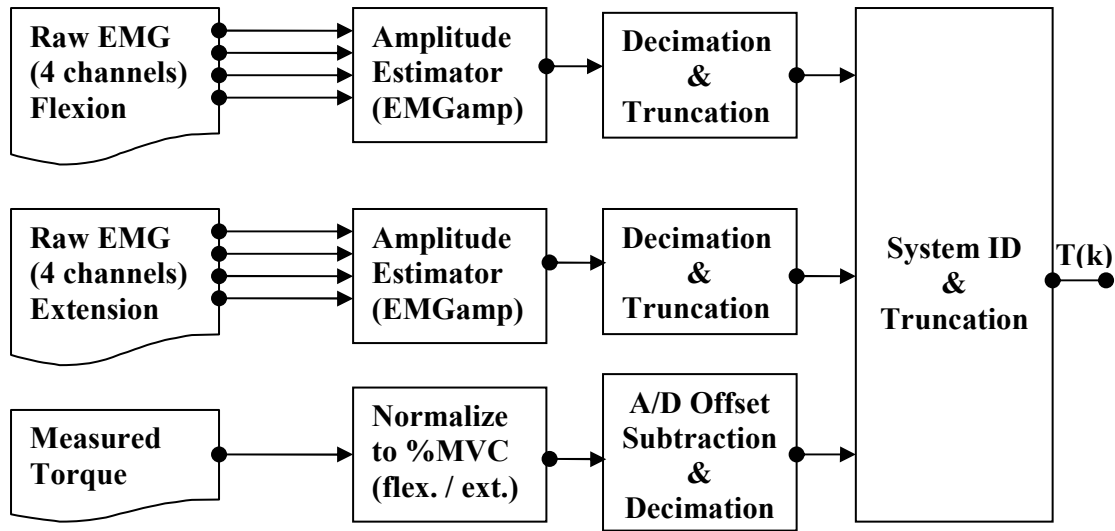 Raw EMG
(4 channels)
Flexion
Amplitude
Estimator
(EMGamp)
Decimation
&
Truncation
Raw EMG
(4 channels)
Extension
Amplitude
Estimator
(EMGamp)
Decimation
&
Truncation
System ID
&
Truncation
T(k)
Measured
Torque
Normalize
to %MVC
(flex. / ext.)
A/D Offset
Subtraction
&
Decimation